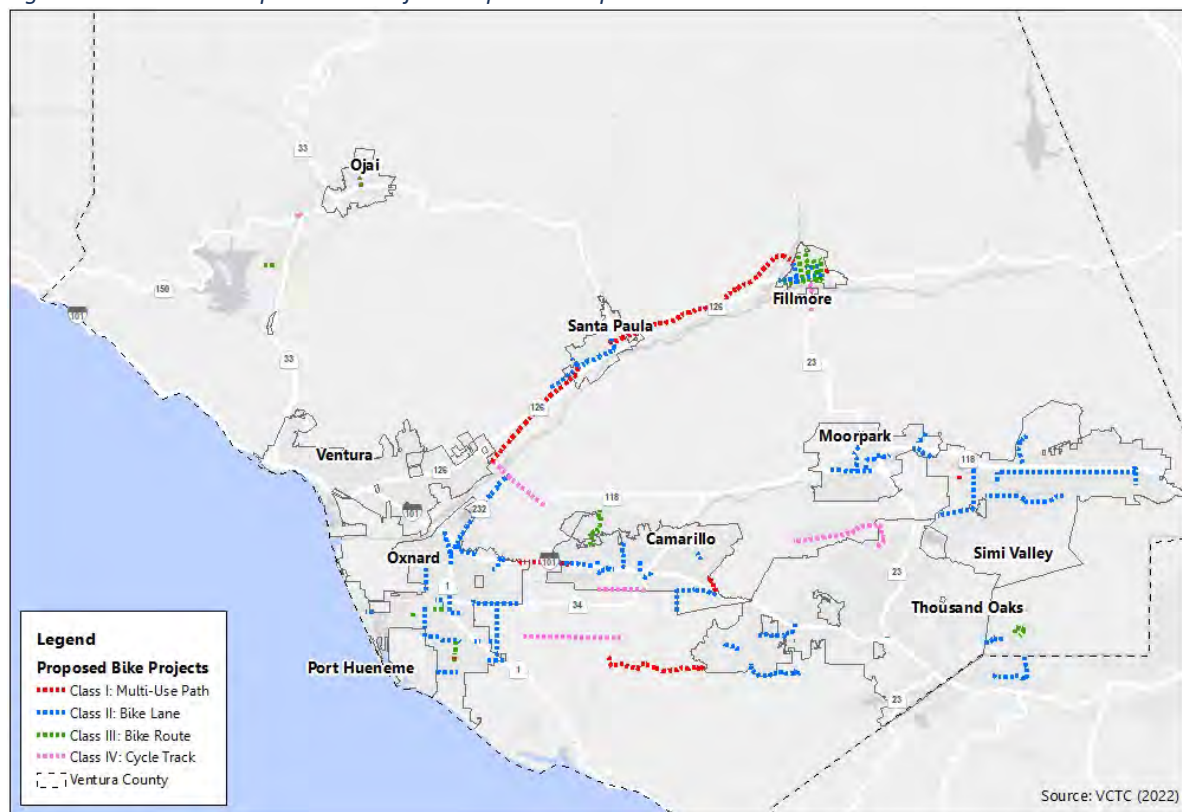 33
Ojai
150
101
33
Santa Paula
126
Fillmore
23
126
Ventura
126
101
232
118
Moorpark
118
Camarillo
Oxnard
101
1
34
23
Simi Valley
Thousand Oaks
Port Hueneme
1
23
Legend
Proposed Bike Projects
Class I: Multi-Use Path
Class II: Bike Lane
Class III: Bike Route
Class IV: Cycle Track
Ventura County
Source: VCTC (2022)